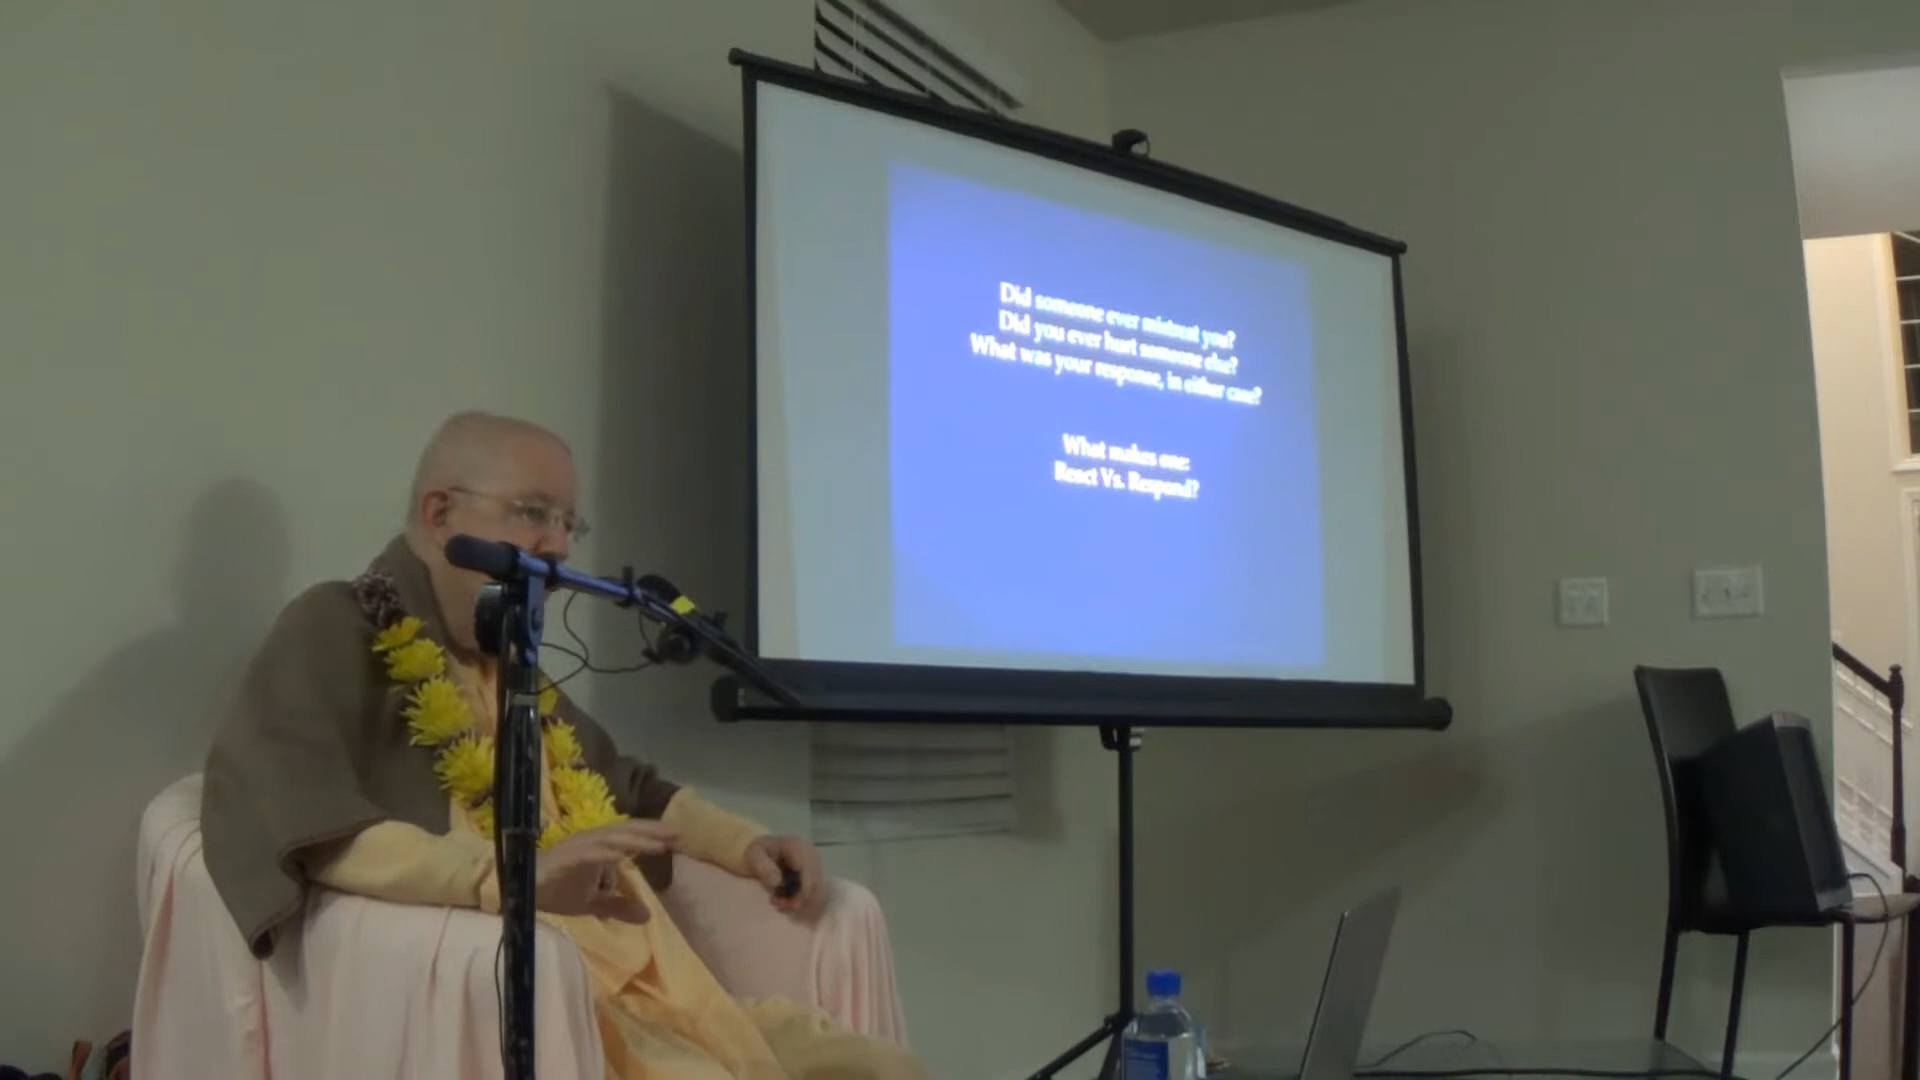 Did someone ever mistreat you?
Did you ever hurt someone else?
What was your response, in either case?
What makes one:
React Vs. Respond?